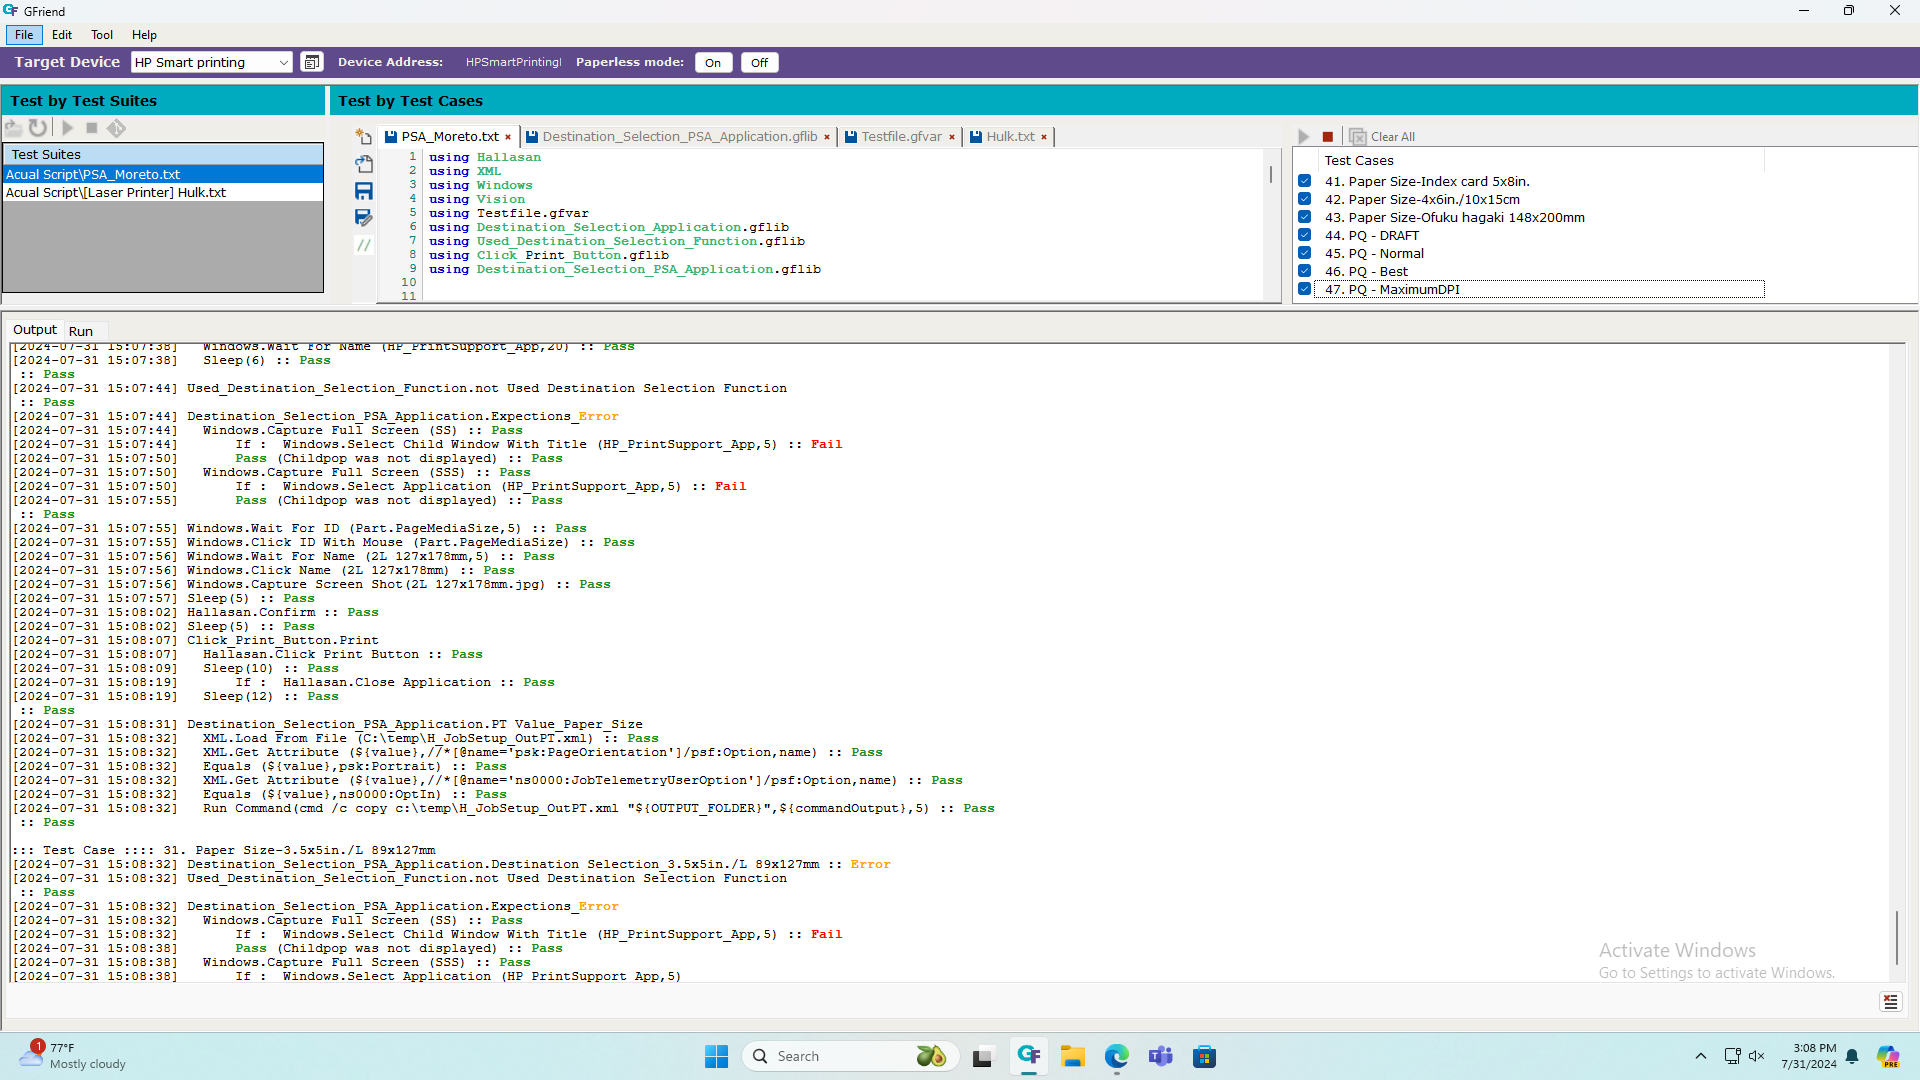 GFriend
File Edit Tool Help
Target Device HP Smart printing Device Address: HPSmartPrintingl Paperless mode: On Off
Test by Test Suites
Test by Test Cases
Test Suites
Acual Script\PSA_Moreto.txt
Acual Script\[Laser Printer] Hulk.txt
PSA_Moreto.txt × Destination_Selection_PSA_Application.gflib × Testfile.gfvar × Hulk.txt ×
1 using Hallasan
2 using XML
3 using Windows
4 using Vision
5 using Testfile.gfvar
6 using Destination_Selection_Application.gflib
7 using Used_Destination_Selection_Function.gflib
8 using Click_Print_Button.gflib
9 using Destination_Selection_PSA_Application.gflib
10
11
Clear All
Test Cases
41. Paper Size-Index card 5x8in.
42. Paper Size-4x6in./10x15cm
43. Paper Size-Ofuku hagaki 148x200mm
44. PQ - DRAFT
45. PQ - Normal
46. PQ - Best
47. PQ - MaximumDPI
Output Run
[2024-07-31 15:07:38] Windows.Wait For Name (HP_PrintSupport_App,20) :: Pass
[2024-07-31 15:07:38] Sleep(6) :: Pass
:: Pass
[2024-07-31 15:07:44] Used_Destination_Selection_Function.not Used Destination Selection Function
:: Pass
[2024-07-31 15:07:44] Destination_Selection_PSA_Application.Expections_Error
[2024-07-31 15:07:44] Windows.Capture Full Screen (SS) :: Pass
[2024-07-31 15:07:44] If : Windows.Select Child Window With Title (HP_PrintSupport_App,5) :: Fail
[2024-07-31 15:07:50] Pass (Childpop was not displayed) :: Pass
[2024-07-31 15:07:50] Windows.Capture Full Screen (SSS) :: Pass
[2024-07-31 15:07:50] If : Windows.Select Application (HP_PrintSupport_App,5) :: Fail
[2024-07-31 15:07:55] Pass (Childpop was not displayed) :: Pass
:: Pass
[2024-07-31 15:07:55] Windows.Wait For ID (Part.PageMediaSize,5) :: Pass
[2024-07-31 15:07:55] Windows.Click ID With Mouse (Part.PageMediaSize) :: Pass
[2024-07-31 15:07:56] Windows.Wait For Name (2L 127x178mm,5) :: Pass
[2024-07-31 15:07:56] Windows.Click Name (2L 127x178mm) :: Pass
[2024-07-31 15:07:56] Windows.Capture Screen Shot(2L 127x178mm.jpg) :: Pass
[2024-07-31 15:07:57] Sleep(5) :: Pass
[2024-07-31 15:08:02] Hallasan.Confirm :: Pass
[2024-07-31 15:08:02] Sleep(5) :: Pass
[2024-07-31 15:08:07] Click_Print_Button.Print
[2024-07-31 15:08:07] Hallasan.Click Print Button :: Pass
[2024-07-31 15:08:09] Sleep(10) :: Pass
[2024-07-31 15:08:19] If : Hallasan.Close Application :: Pass
[2024-07-31 15:08:19] Sleep(12) :: Pass
:: Pass
[2024-07-31 15:08:31] Destination_Selection_PSA_Application.PT Value_Paper_Size
[2024-07-31 15:08:32] XML.Load From File (C:\temp\H_JobSetup_OutPT.xml) :: Pass
[2024-07-31 15:08:32] XML.Get Attribute (${value},//*[@name='psk:PageOrientation']/psf:Option,name) :: Pass
[2024-07-31 15:08:32] Equals (${value},psk:Portrait) :: Pass
[2024-07-31 15:08:32] XML.Get Attribute (${value},//*[@name='ns0000:JobTelemetryUserOption']/psf:Option,name) :: Pass
[2024-07-31 15:08:32] Equals (${value},ns0000:OptIn) :: Pass
[2024-07-31 15:08:32] Run Command(cmd /c copy c:\temp\H_JobSetup_OutPT.xml "${OUTPUT_FOLDER}",${commandOutput},5) :: Pass
:: Pass
::: Test Case :::: 31. Paper Size-3.5x5in./L 89x127mm
[2024-07-31 15:08:32] Destination_Selection_PSA_Application.Destination Selection_3.5x5in./L 89x127mm :: Error
[2024-07-31 15:08:32] Used_Destination_Selection_Function.not Used Destination Selection Function
:: Pass
[2024-07-31 15:08:32] Destination_Selection_PSA_Application.Expections_Error
[2024-07-31 15:08:32] Windows.Capture Full Screen (SS) :: Pass
[2024-07-31 15:08:32] If : Windows.Select Child Window With Title (HP_PrintSupport_App,5) :: Fail
[2024-07-31 15:08:38] Pass (Childpop was not displayed) :: Pass
[2024-07-31 15:08:38] Windows.Capture Full Screen (SSS) :: Pass
[2024-07-31 15:08:38] If : Windows.Select Application (HP_PrintSupport_App,5)
Activate Windows
Go to Settings to activate Windows.
1
77°F
Mostly cloudy
Search
GF
PRE
3:08 PM
7/31/2024